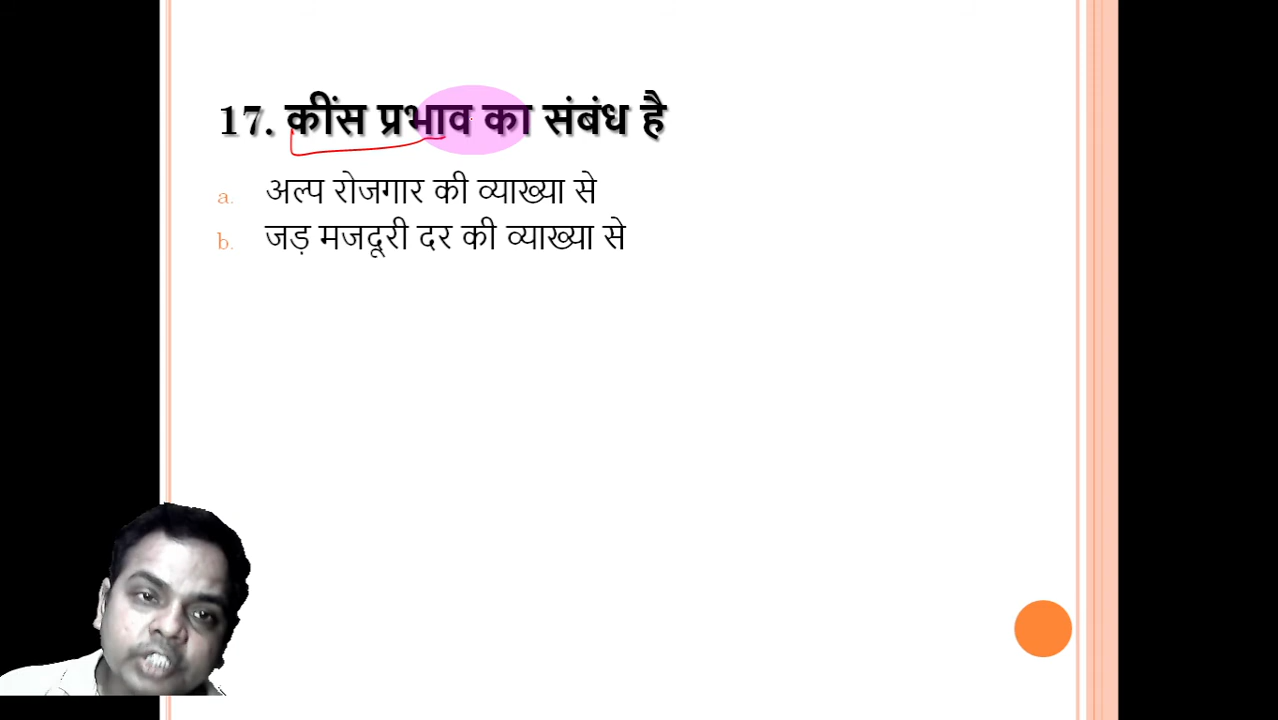 17. कींस प्रभाव का संबंध है
a. अल्प रोजगार की व्याख्या से
b. जड़ मजदूरी दर की व्याख्या से